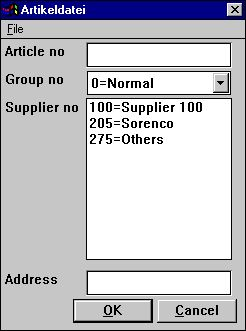 Artikeldatei
File
Article no
Group no 0=Normal
Supplier no 100=Supplier 100
205=Sorenco
275=Others
Address
OK Cancel